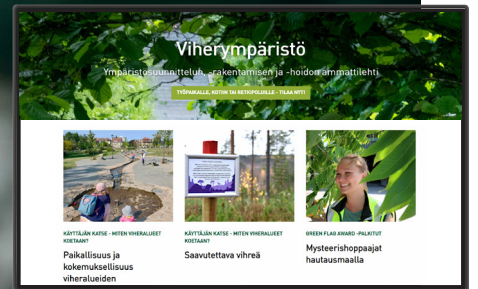 Viherympäristö
Ympäristösuunnittelun, -rakentamisen ja -hoidon ammattilehti
TYÖPAIKALLE, KOTIIN TAI RETKIPOLUILLE - TILAA NYT!
KÄYTTÄJÄN KATSE - MITEN VIHERALUEET
KOETAAN?
Paikallisuus ja
kokemuksellisuus
viheralueiden
KÄYTTÄJÄN KATSE - MITEN VIHERALUEET
KOETAAN?
Saavutettava vihreä
GREEN FLAG AWARD -PALKITUT
Mysteerishoppaajat
hautausmaalla